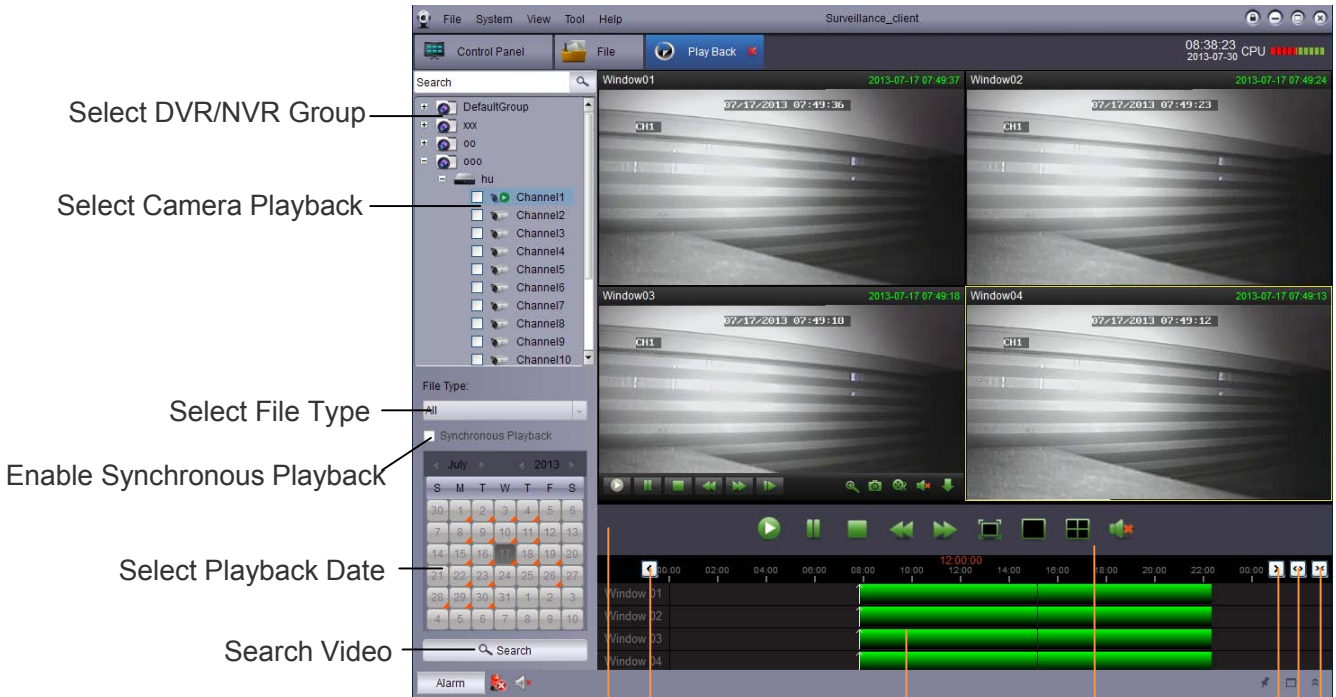 File System View Tool Help
Surveillance_client
Control Panel
File
Play Back
08:38:23
2013-07-30
CPU
Search
Select DVR/NVR Group
DefaultGroup
xxx
oo
ooo
hu
Select Camera Playback
Channel1
Channel2
Channel3
Channel4
Channel5
Channel6
Channel7
Channel8
Channel9
Channel10
Window01 2013-07-17 07:49:37
07/17/2013 07:49:36
CH1
Window02 2013-07-17 07:49:24
07/17/2013 07:49:23
CH1
Window03 2013-07-17 07:49:18
07/17/2013 07:49:18
CH1
Window04 2013-07-17 07:49:13
07/17/2013 07:49:12
CH1
File Type:
Select File Type
All
Synchronous Playback
Enable Synchronous Playback
July 2013
S M T W T F S
30 1 2 3 4 5 6
7 8 9 10 11 12 13
14 15 16 17 18 19 20
21 22 23 24 25 26 27
28 29 30 31 1 2 3
4 5 6 7 8 9 10
Select Playback Date
Search Video
Search
12:00:00
00:00 02:00 04:00 06:00 08:00 10:00 12:00 14:00 16:00 18:00 20:00 22:00 00:00
Window 01
Window 02
Window 03
Window 04
Alarm